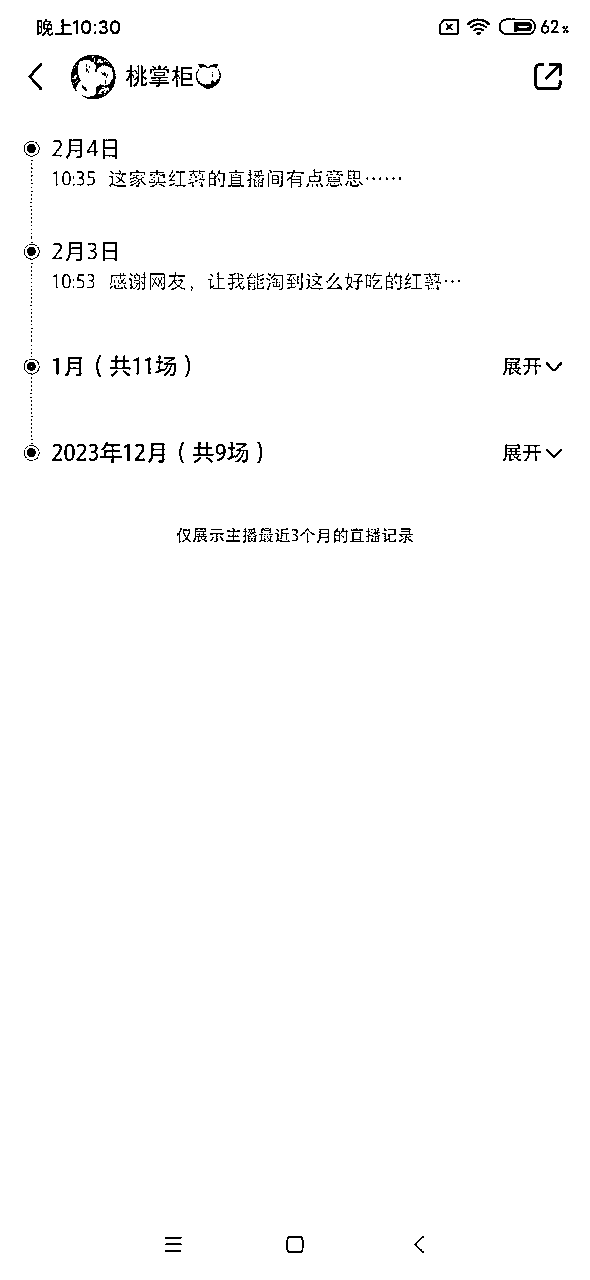 晚上10:30
62%
桃掌柜
2月4日
10:35 这家卖红薯的直播间有点意思……
2月3日
10:53 感谢网友，让我能淘到这么好吃的红薯…
1月（共11场） 展开
2023年12月（共9场） 展开
仅展示主播最近3个月的直播记录